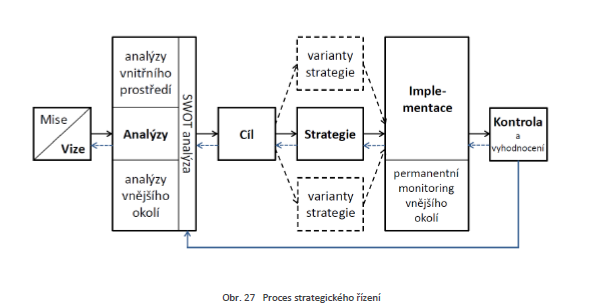 Mise
Vize
analýzy
vnitřního
prostředí
Analýzy
analýzy
vnějšího
okolí
SWOT analýza
Cíl
varianty
strategie
Strategie
varianty
strategie
Imple-
mentace
permanentní
monitoring
vnějšího
okolí
Kontrola
a
vyhodnocení
Obr. 27 Proces strategického řízení